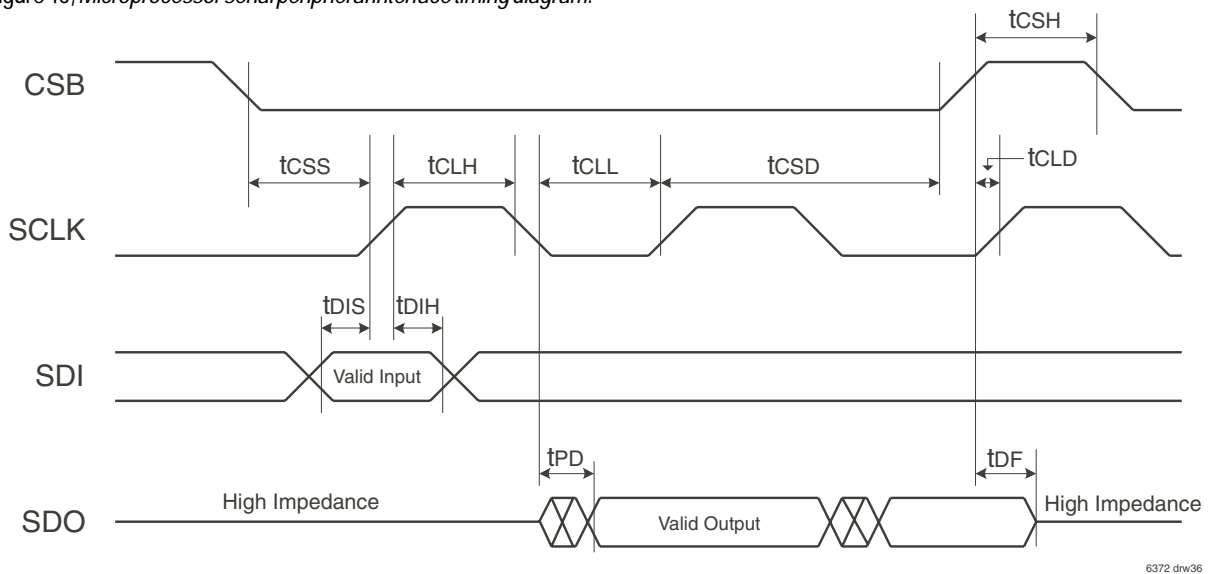 tCSH
CSB
tCSS tCLH tCLL tCSD tCLD
SCLK
tDIS tDIH
SDI Valid Input
tPD tDF
High Impedance High Impedance
SDO Valid Output
6372 drw36